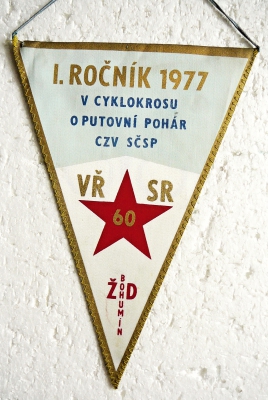 I. ROČNÍK 1977
V CYKLOKROSU
O PUTOVNÍ POHÁR
CZV SČSP
VŘ SR
60
ŽD
BOHUMÍN